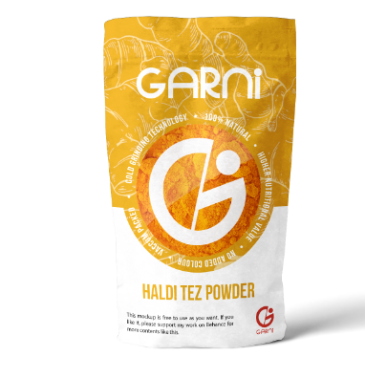 GARNI
COLD GRINDING TECHNOLOGY • 100% NATURAL • HIGHER NUTRITIONAL VALUE • NO ADDED COLOUR • VACCUM PACKED •
HALDI TEZ POWDER
This mockup is free to use as you want. If you
like it, please supporting my work on Behance for
more contents like this.
GARNI